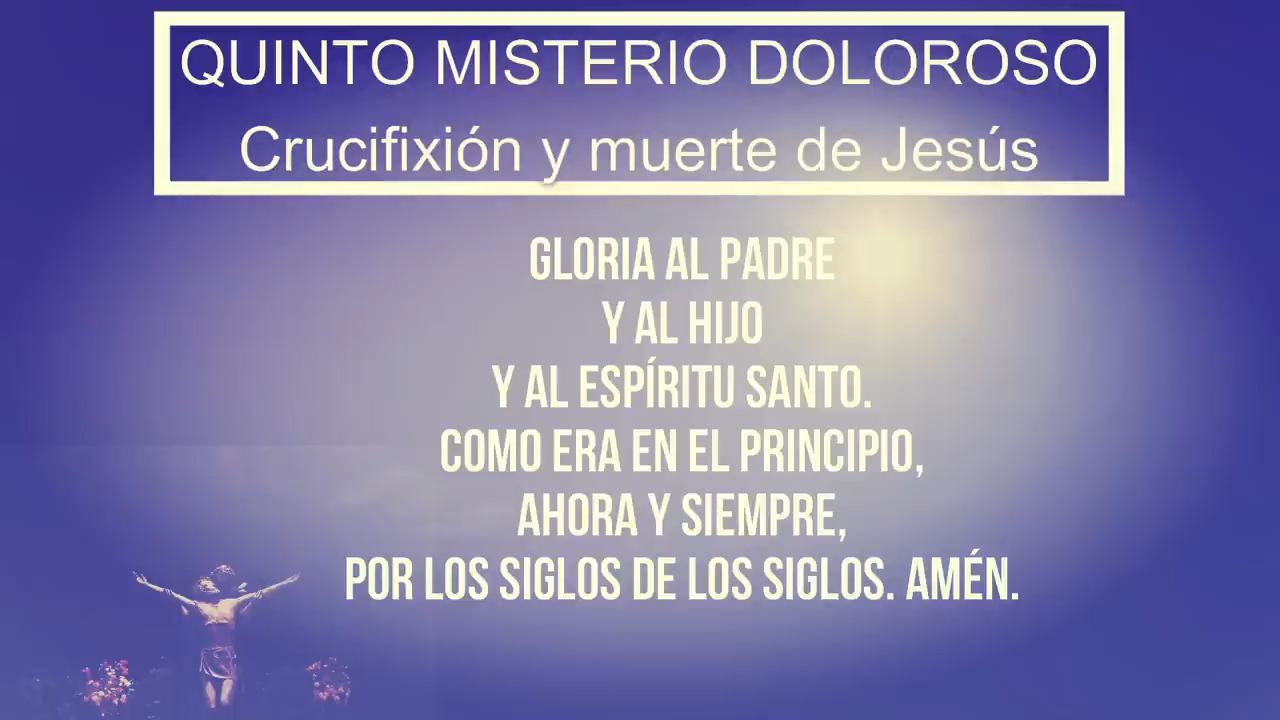 QUINTO MISTERIO DOLOROSO
Crucifixión y muerte de Jesús
GLORIA AL PADRE
Y AL HIJO
Y AL ESPÍRITU SANTO.
COMO ERA EN EL PRINCIPIO,
AHORA Y SIEMPRE,
POR LOS SIGLOS DE LOS SIGLOS. AMÉN.